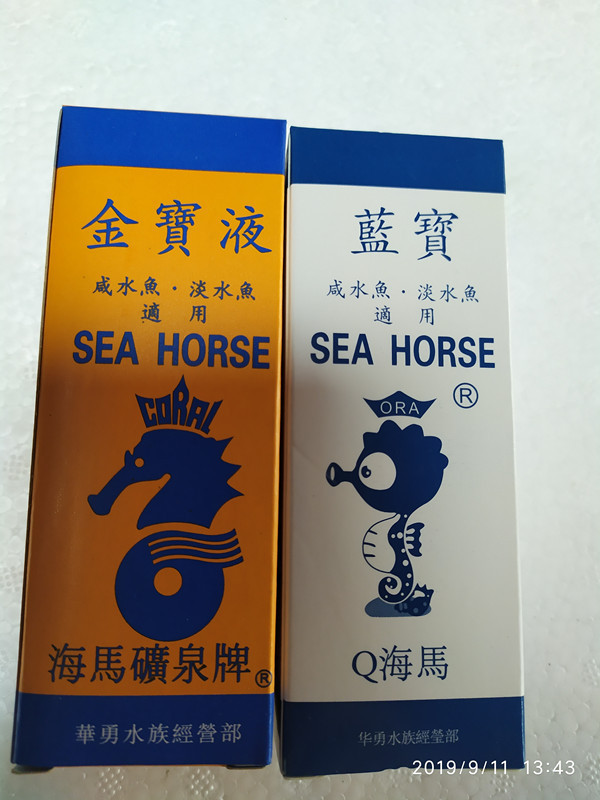 金寶液
咸水魚·淡水魚
適用
SEA HORSE
CORAL
海馬礦泉牌®
華勇水族經營部
藍寶
咸水魚·淡水魚
適用
SEA HORSE
®
ORA
Q海馬
华勇水族經瑩部
2019/9/11 13:43